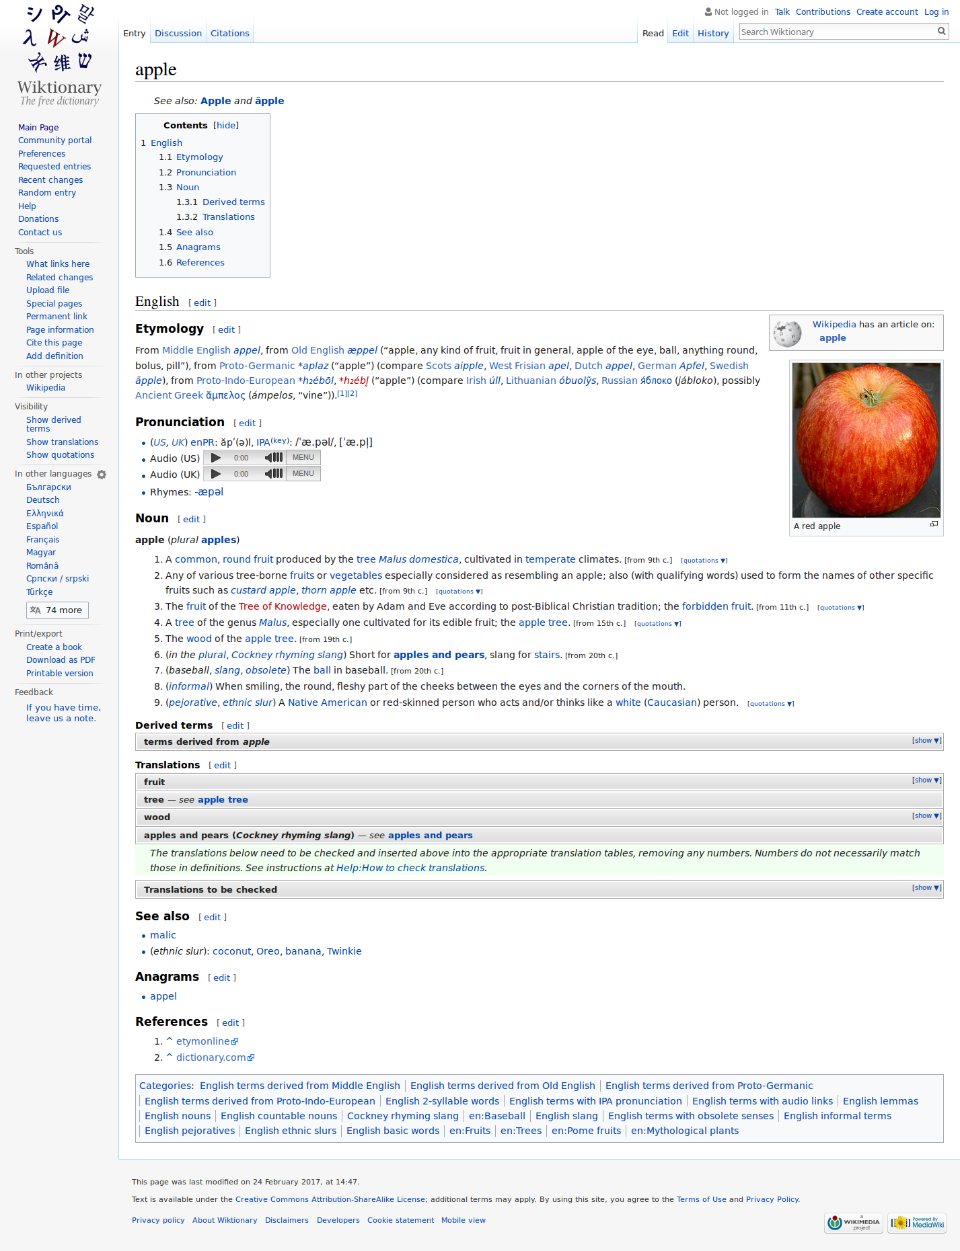 Not logged in Talk Contributions Create account Log in
Entry Discussion Citations Read Edit History Search Wiktionary
Wiktionary
The free dictionary
Main Page
Community portal
Preferences
Requested entries
Recent changes
Random entry
Help
Donations
Contact us
Tools
What links here
Related changes
Upload file
Special pages
Permanent link
Page information
Cite this page
Add definition
In other projects
Wikipedia
Visibility
Show derived
terms
Show translations
Show quotations
In other languages
Български
Deutsch
Ελληνικά
Español
Français
Magyar
Română
Српски / srpski
Türkçe
74 more
Print/export
Create a book
Download as PDF
Printable version
Feedback
If you have time,
leave us a note.
apple
See also: Apple and äpple
Contents [hide]
1 English
1.1 Etymology
1.2 Pronunciation
1.3 Noun
1.3.1 Derived terms
1.3.2 Translations
1.4 See also
1.5 Anagrams
1.6 References
English [ edit ]
Wikipedia has an article on:
apple
Etymology [ edit ]
From Middle English appel, from Old English æppel (“apple, any kind of fruit, fruit in general, apple of the eye, ball, anything round,
bolus, pill”), from Proto-Germanic *aplaz (“apple”) (compare Scots aipple, West Frisian apel, Dutch appel, German Apfel, Swedish
äpple), from Proto-Indo-European *h₂ébōl, *h₂ébl̥ (“apple”) (compare Irish úll, Lithuanian óbuolỹs, Russian я́блоко (jábloko), possibly
Ancient Greek ἄμπελος (ámpelos, “vine”)).[1][2]
A red apple
Pronunciation [ edit ]
(US, UK) enPR: ăpʹ(ə)l, IPA(key): /ˈæ.pəl/, [ˈæ.pl̩]
Audio (US) 0:00 MENU
Audio (UK) 0:00 MENU
Rhymes: -æpəl
Noun [ edit ]
apple (plural apples)
1. A common, round fruit produced by the tree Malus domestica, cultivated in temperate climates. [from 9th c.] [quotations ▼]
2. Any of various tree-borne fruits or vegetables especially considered as resembling an apple; also (with qualifying words) used to form the names of other specific
fruits such as custard apple, thorn apple etc. [from 9th c.] [quotations ▼]
3. The fruit of the Tree of Knowledge, eaten by Adam and Eve according to post-Biblical Christian tradition; the forbidden fruit. [from 11th c.] [quotations ▼]
4. A tree of the genus Malus, especially one cultivated for its edible fruit; the apple tree. [from 15th c.] [quotations ▼]
5. The wood of the apple tree. [from 19th c.]
6. (in the plural, Cockney rhyming slang) Short for apples and pears, slang for stairs. [from 20th c.]
7. (baseball, slang, obsolete) The ball in baseball. [from 20th c.]
8. (informal) When smiling, the round, fleshy part of the cheeks between the eyes and the corners of the mouth.
9. (pejorative, ethnic slur) A Native American or red-skinned person who acts and/or thinks like a white (Caucasian) person. [quotations ▼]
Derived terms [ edit ]
terms derived from apple [show ▼]
Translations [ edit ]
fruit [show ▼]
tree — see apple tree
wood [show ▼]
apples and pears (Cockney rhyming slang) — see apples and pears
The translations below need to be checked and inserted above into the appropriate translation tables, removing any numbers. Numbers do not necessarily match
those in definitions. See instructions at Help:How to check translations.
Translations to be checked [show ▼]
See also [ edit ]
malic
(ethnic slur): coconut, Oreo, banana, Twinkie
Anagrams [ edit ]
appel
References [ edit ]
1. ^ etymonline
2. ^ dictionary.com
Categories: English terms derived from Middle English | English terms derived from Old English | English terms derived from Proto-Germanic
| English terms derived from Proto-Indo-European | English 2-syllable words | English terms with IPA pronunciation | English terms with audio links | English lemmas
| English nouns | English countable nouns | Cockney rhyming slang | en:Baseball | English slang | English terms with obsolete senses | English informal terms
| English pejoratives | English ethnic slurs | English basic words | en:Fruits | en:Trees | en:Pome fruits | en:Mythological plants
This page was last modified on 24 February 2017, at 14:47.
Text is available under the Creative Commons Attribution-ShareAlike License; additional terms may apply. By using this site, you agree to the Terms of Use and Privacy Policy.
Privacy policy About Wiktionary Disclaimers Developers Cookie statement Mobile view
a WIKIMEDIA project Powered By MediaWiki